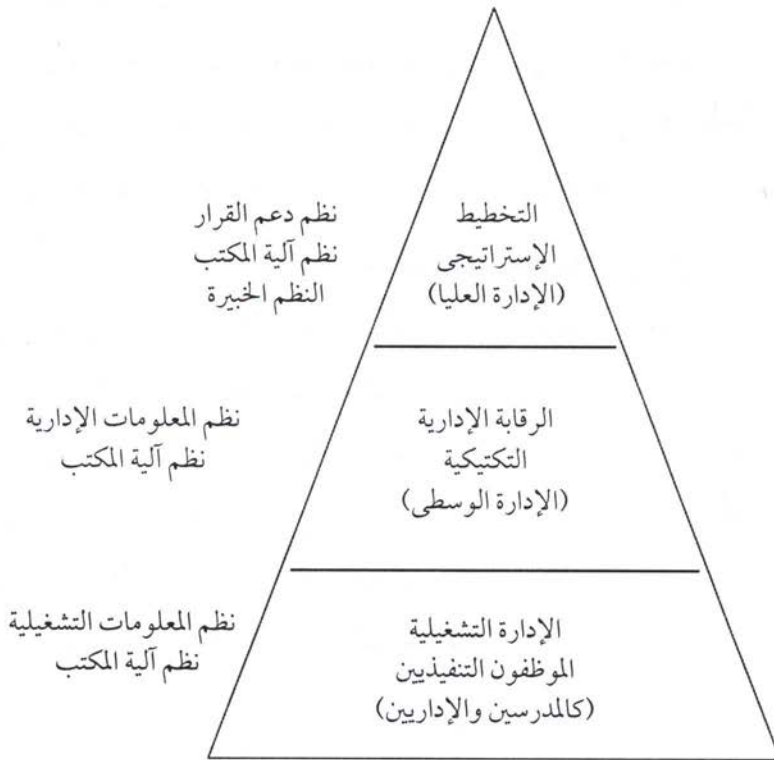 التخطيط
الإستراتيجى
(الإدارة العليا)
نظم دعم القرار
نظم آلية المكتب
النظم الخبيرة
الرقابة الإدارية
التكتيكية
(الإدارة الوسطى)
نظم المعلومات الإدارية
نظم آلية المكتب
الإدارة التشغيلية
الموظفون التنفيذيين
(كالمدرسين والإداريين)
نظم المعلومات التشغيلية
نظم آلية المكتب